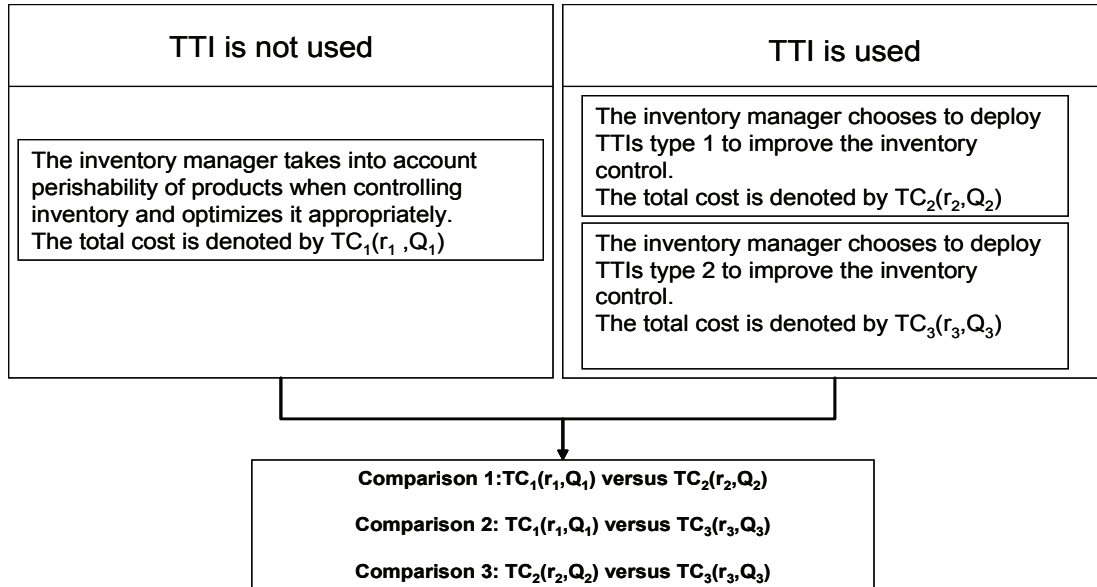 TTI is not used
The inventory manager takes into account
perishability of products when controlling
inventory and optimizes it appropriately.
The total cost is denoted by TC₁(r₁ ,Q₁)
TTI is used
The inventory manager chooses to deploy
TTIs type 1 to improve the inventory
control.
The total cost is denoted by TC₂(r₂,Q₂)
The inventory manager chooses to deploy
TTIs type 2 to improve the inventory
control.
The total cost is denoted by TC₃(r₃,Q₃)
Comparison 1:TC₁(r₁,Q₁) versus TC₂(r₂,Q₂)
Comparison 2: TC₁(r₁,Q₁) versus TC₃(r₃,Q₃)
Comparison 3: TC₂(r₂,Q₂) versus TC₃(r₃,Q₃)